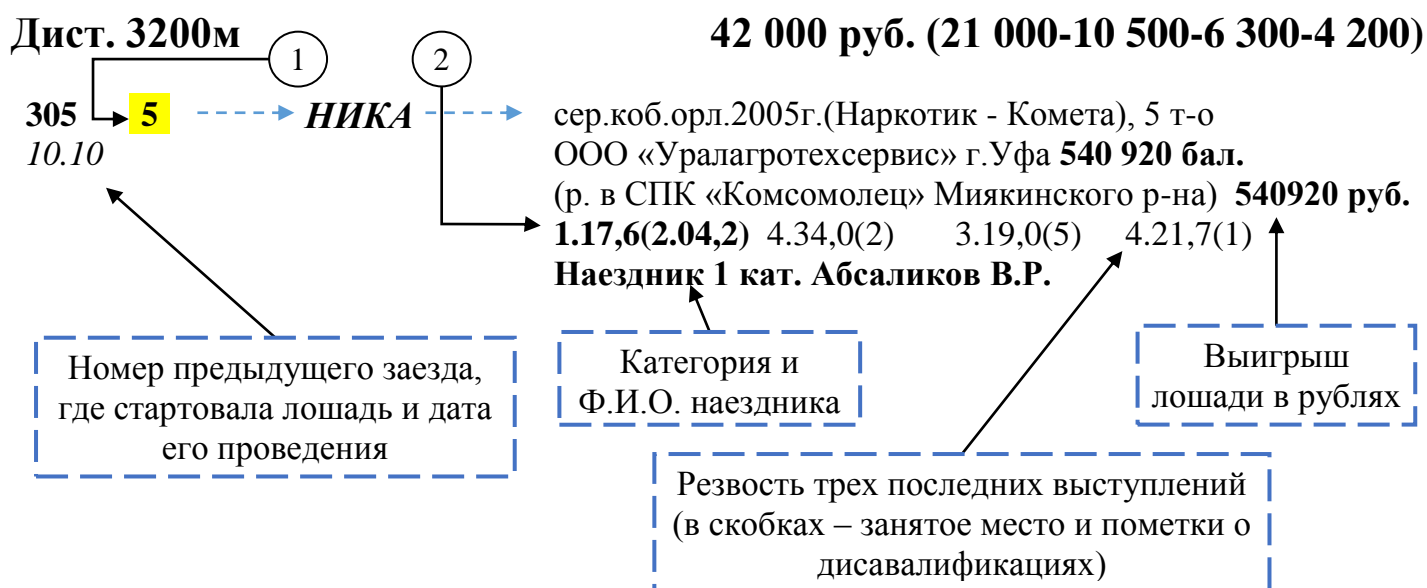 Дист. 3200м 42 000 руб. (21 000-10 500-6 300-4 200)
1 2
305 5 НИКА сер.коб.орл.2005г.(Наркотик - Комета), 5 т-о
10.10 ООО «Уралагротехсервис» г.Уфа 540 920 бал.
(р. в СПК «Комсомолец» Миякинского р-на) 540920 руб.
1.17,6(2.04,2) 4.34,0(2) 3.19,0(5) 4.21,7(1)
Наездник 1 кат. Абсаликов В.Р.
Номер предыдущего заезда,
где стартовала лошадь и дата
его проведения
Категория и
Ф.И.О. наездника
Выигрыш
лошади в рублях
Резвость трех последних выступлений
(в скобках – занятое место и пометки о
дисавалификациях)